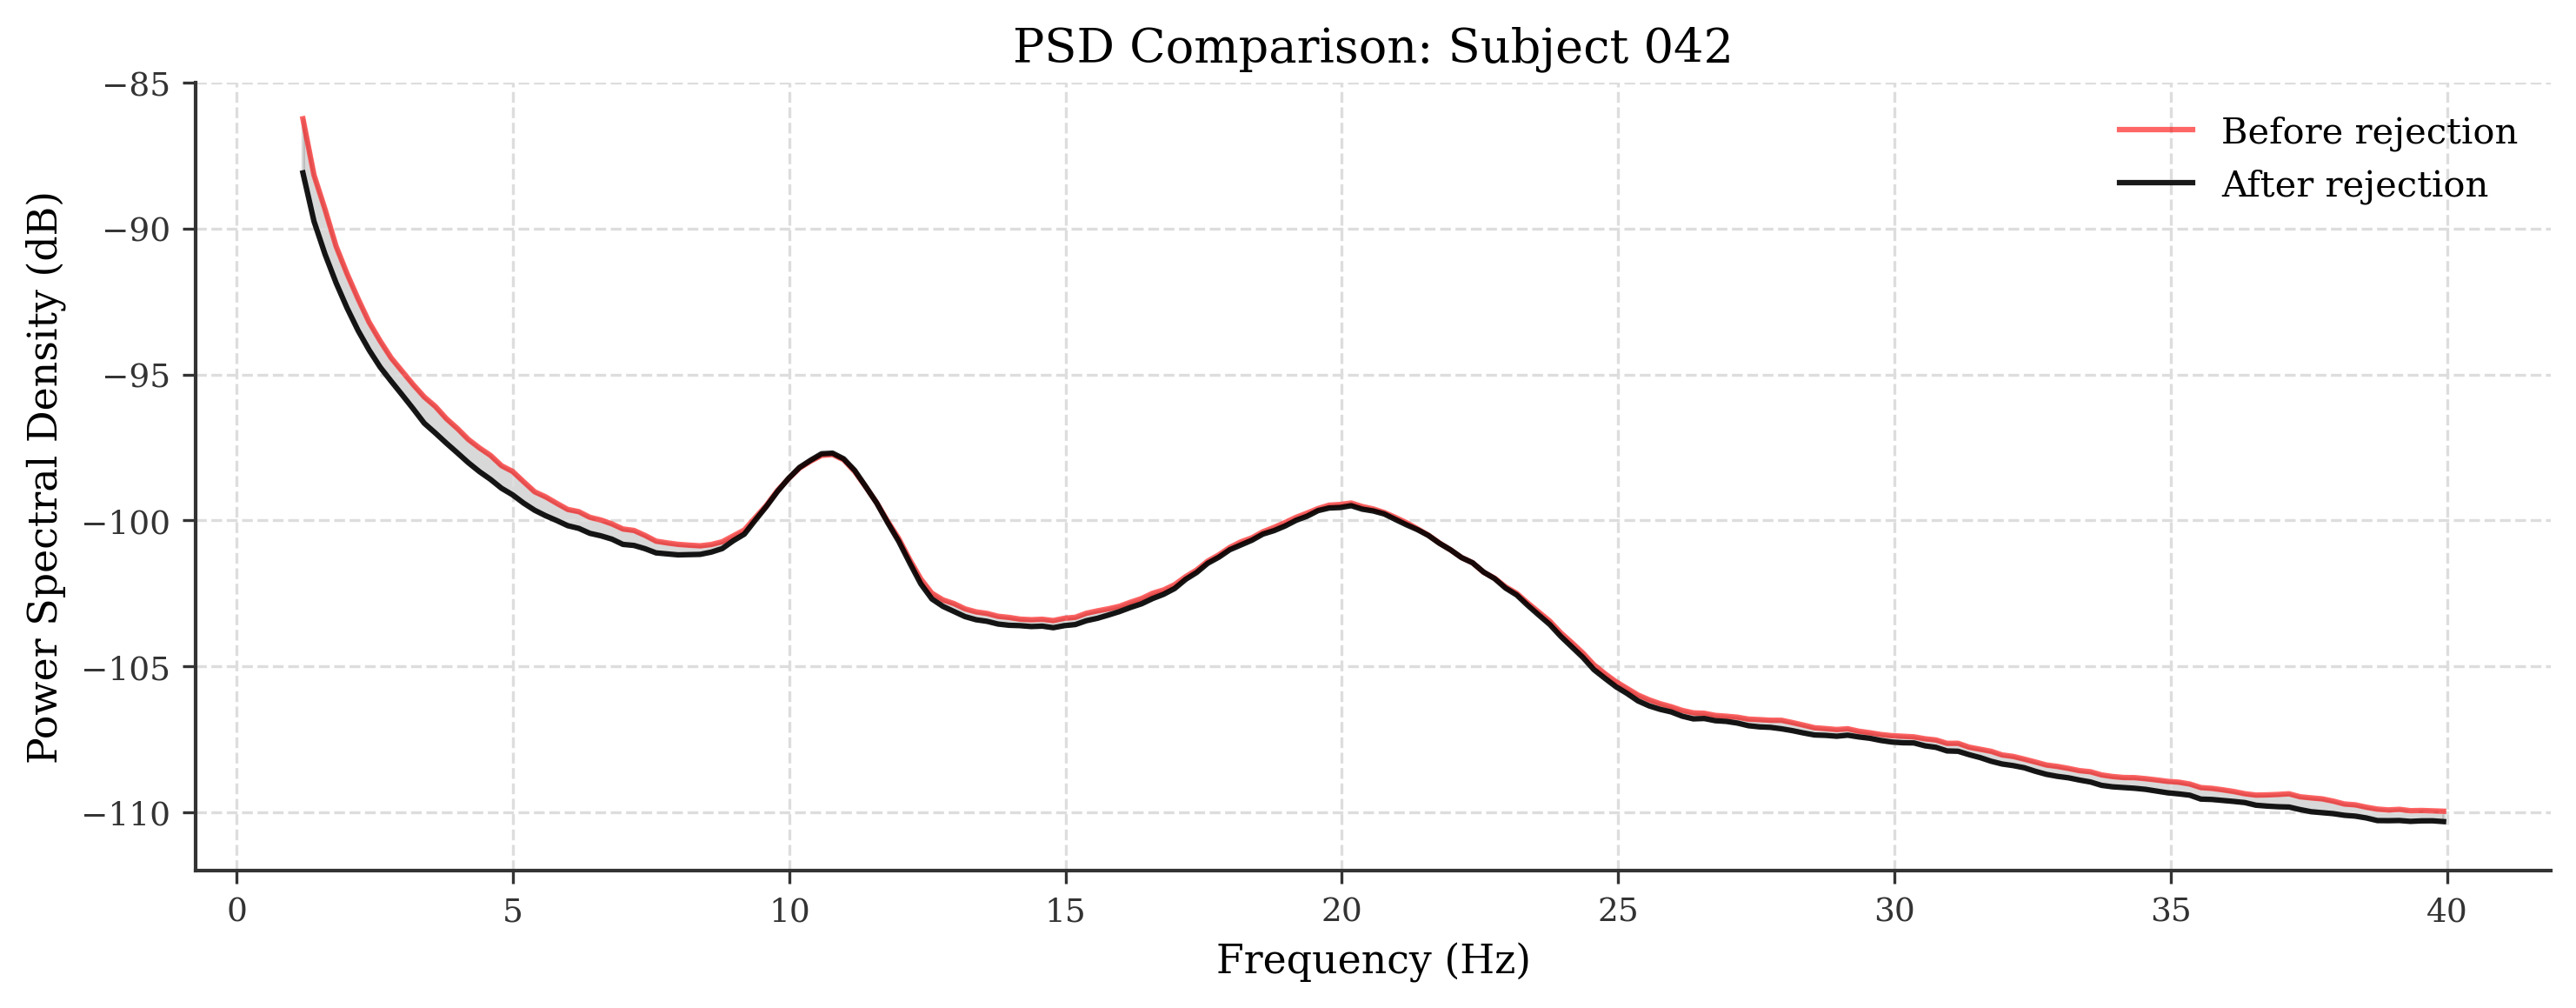 PSD Comparison: Subject 042
Power Spectral Density (dB)
−85
−90
−95
−100
−105
−110
Before rejection
After rejection
0 5 10 15 20 25 30 35 40
Frequency (Hz)